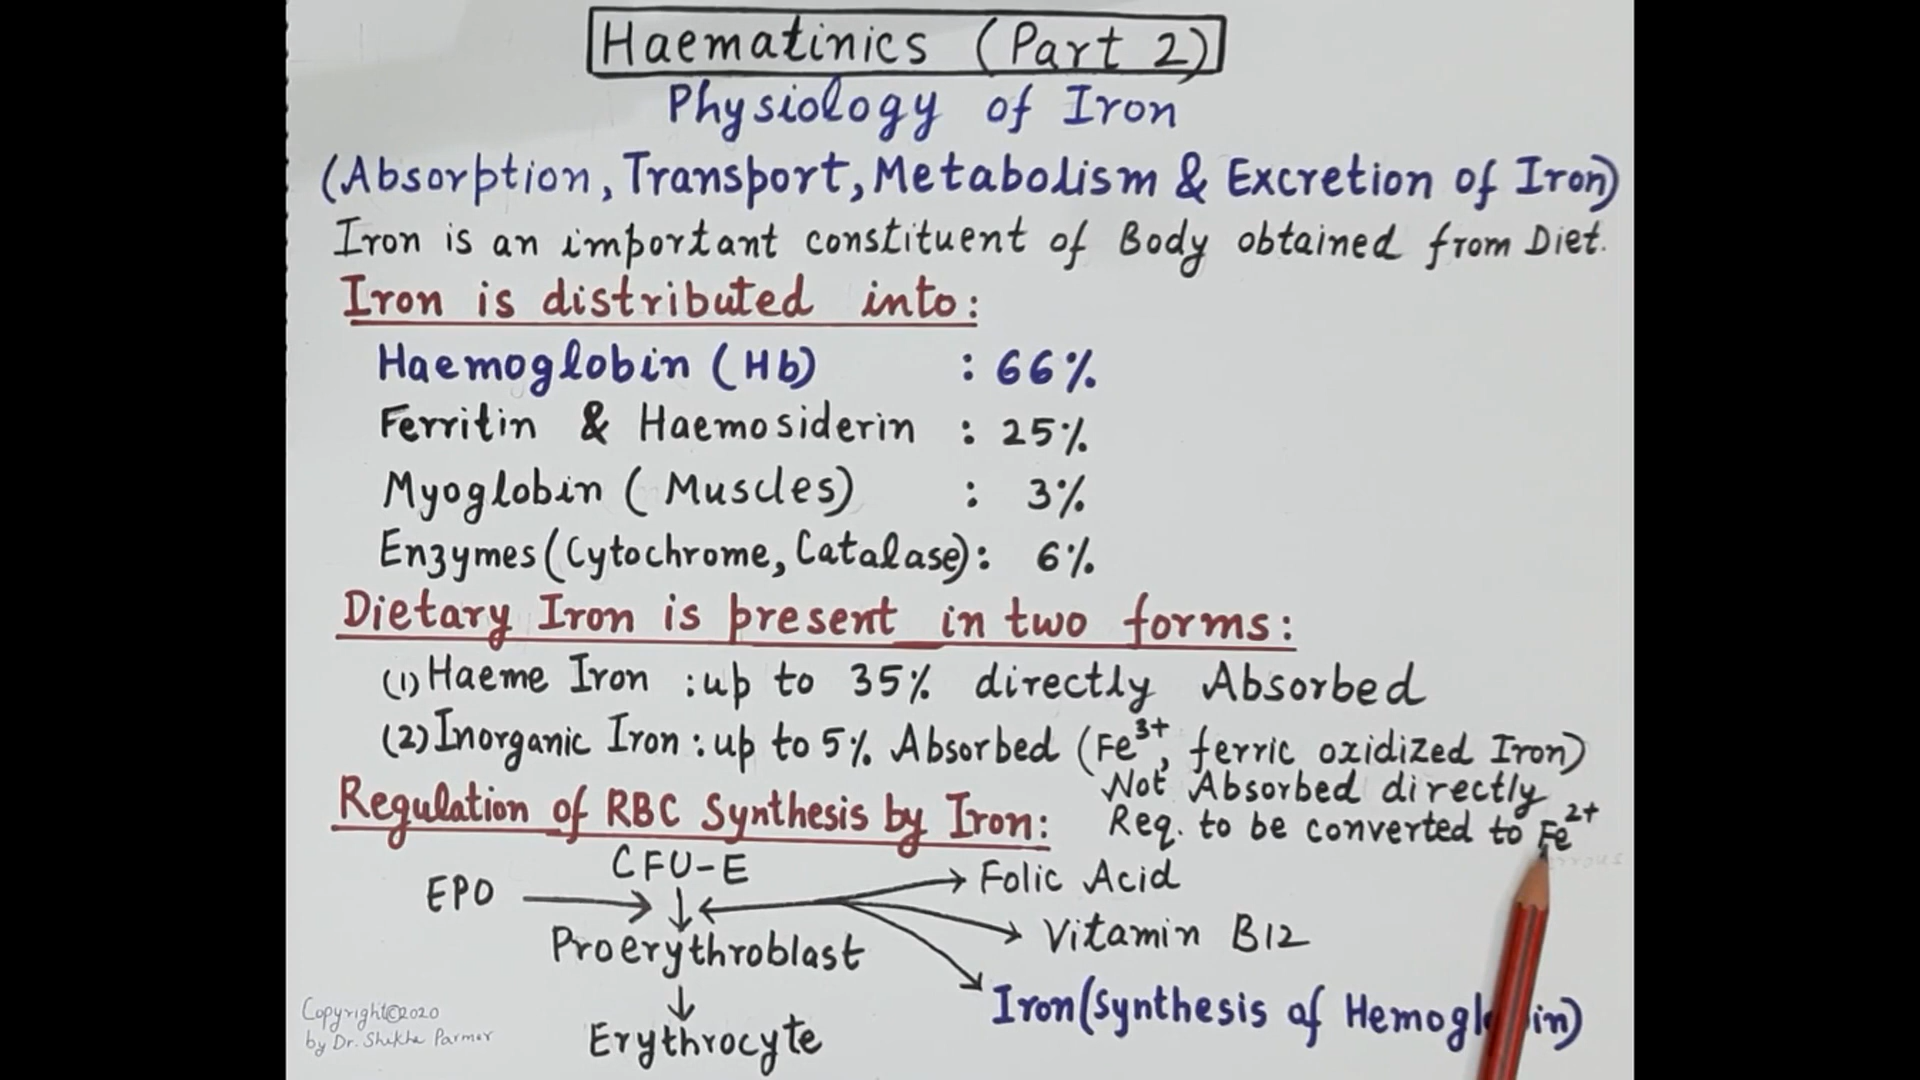 Haematinics (Part 2)
Physiology of Iron
(Absorption, Transport, Metabolism & Excretion of Iron)
Iron is an important constituent of Body obtained from Diet.
Iron is distributed into:
Haemoglobin (Hb) : 66%
Ferritin & Haemosiderin : 25%
Myoglobin (Muscles) : 3%
Enzymes (Cytochrome, Catalase): 6%
Dietary Iron is present in two forms:
(1) Haeme Iron : up to 35% directly Absorbed
(2) Inorganic Iron : up to 5% Absorbed (Fe³⁺, ferric oxidized Iron)
Not Absorbed directly
Req. to be converted to Fe²⁺
Regulation of RBC Synthesis by Iron:
CFU-E
EPO
Folic Acid
Vitamin B12
Proerythroblast
Iron (Synthesis of Hemoglobin)
Erythrocyte
Copyright©2020
by Dr. Shikha Parmar